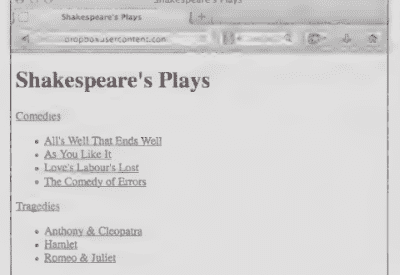 Shakespeare's Plays
Shakespeare's Plays
dropboxusercontent.com
Shakespeare's Plays
Comedies
All's Well That Ends Well
As You Like It
Love's Labour's Lost
The Comedy of Errors
Tragedies
Anthony & Cleopatra
Hamlet
Romeo & Juliet